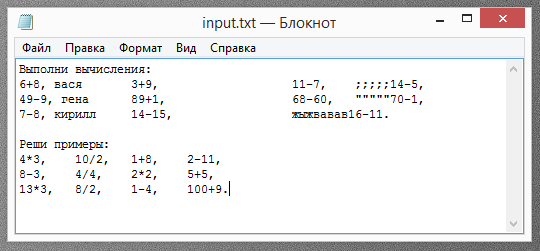 input.txt — Блокнот
Файл Правка Формат Вид Справка
Выполни вычисления:
6+8, вася 3+9, 11-7, ;;;;;14-5,
49-9, гена 89+1, 68-60, """""70-1,
7-8, кирилл 14-15, жыжвавав16-11.
Реши примеры:
4*3, 10/2, 1+8, 2-11,
8-3, 4/4, 2*2, 5+5,
13*3, 8/2, 1-4, 100+9.